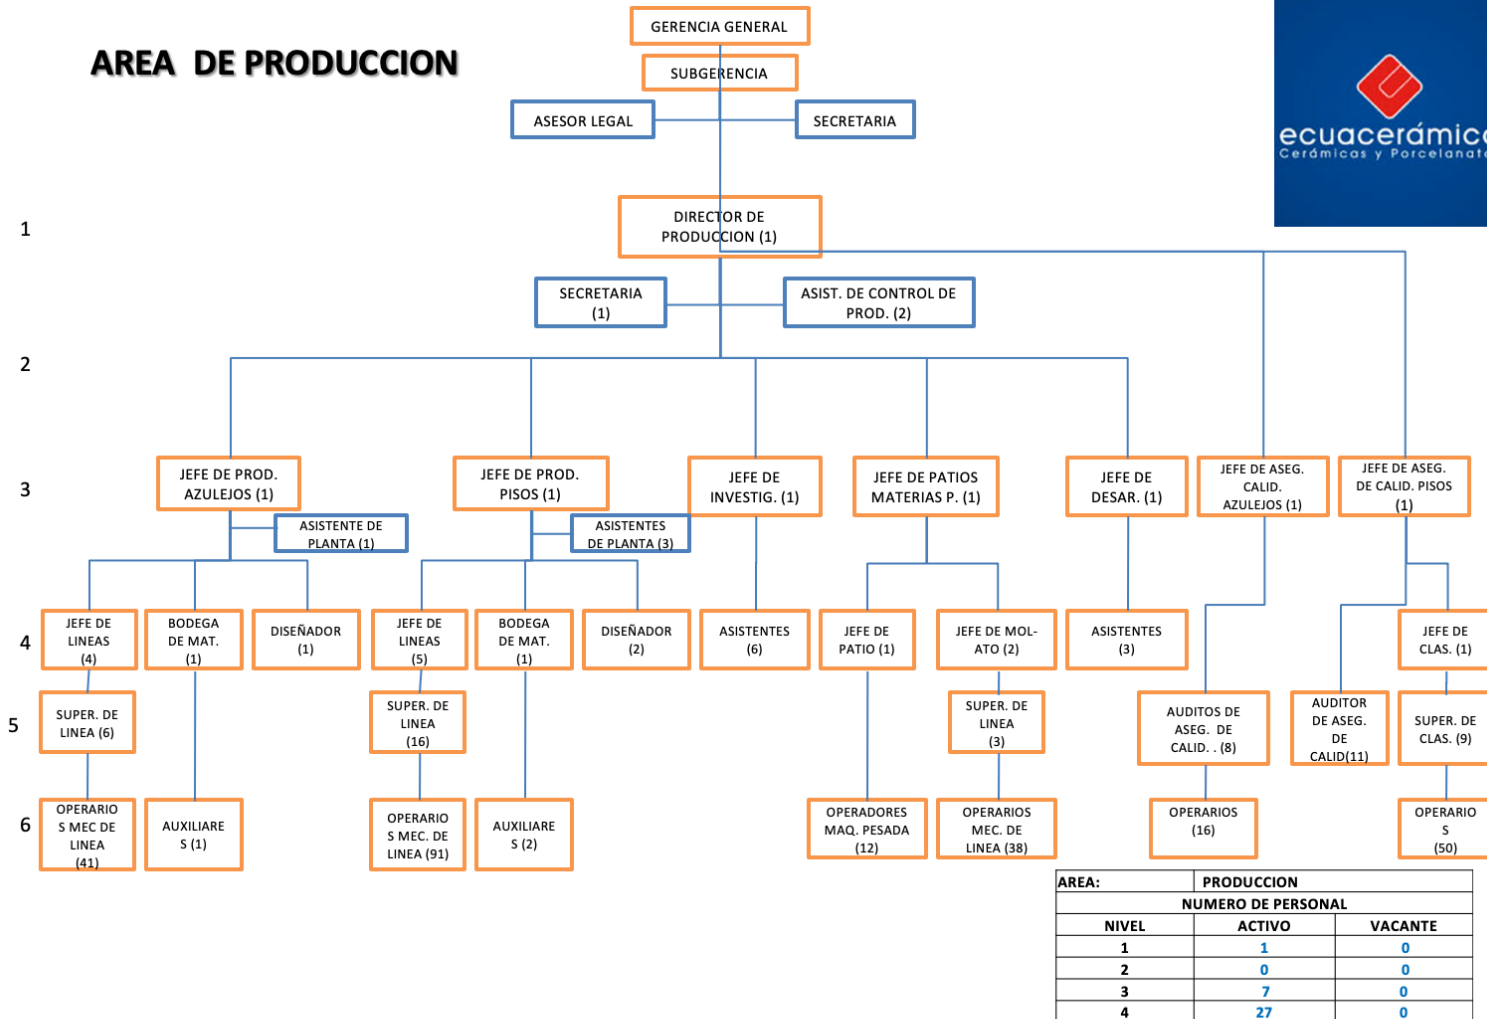 GERENCIA GENERAL
AREA DE PRODUCCION
SUBGERENCIA
ASESOR LEGAL
SECRETARIA
ecuacerámica
Cerámicas y Porcelanato
1
DIRECTOR DE
PRODUCCION (1)
SECRETARIA
(1)
ASIST. DE CONTROL DE
PROD. (2)
2
3
JEFE DE PROD.
AZULEJOS (1)
JEFE DE PROD.
PISOS (1)
JEFE DE
INVESTIG. (1)
JEFE DE PATIOS
MATERIAS P. (1)
JEFE DE
DESAR. (1)
JEFE DE ASEG.
CALID.
AZULEJOS (1)
JEFE DE ASEG.
DE CALID. PISOS
(1)
ASISTENTE DE
PLANTA (1)
ASISTENTES
DE PLANTA (3)
4
JEFE DE
LINEAS
(4)
BODEGA
DE MAT.
(1)
DISEÑADOR
(1)
JEFE DE
LINEAS
(5)
BODEGA
DE MAT.
(1)
DISEÑADOR
(2)
ASISTENTES
(6)
JEFE DE
PATIO (1)
JEFE DE MOL-
ATO (2)
ASISTENTES
(3)
JEFE DE
CLAS. (1)
5
SUPER. DE
LINEA (6)
SUPER. DE
LINEA
(16)
SUPER. DE
LINEA
(3)
AUDITOS DE
ASEG. DE
CALID. . (8)
AUDITOR
DE ASEG.
DE
CALID(11)
SUPER. DE
CLAS. (9)
6
OPERARIO
S MEC DE
LINEA
(41)
AUXILIARE
S (1)
OPERARIO
S MEC. DE
LINEA (91)
AUXILIARE
S (2)
OPERADORES
MAQ. PESADA
(12)
OPERARIOS
MEC. DE
LINEA (38)
OPERARIOS
(16)
OPERARIO
S
(50)
AREA: PRODUCCION
NUMERO DE PERSONAL
NIVEL ACTIVO VACANTE
1 1 0
2 0 0
3 7 0
4 27 0